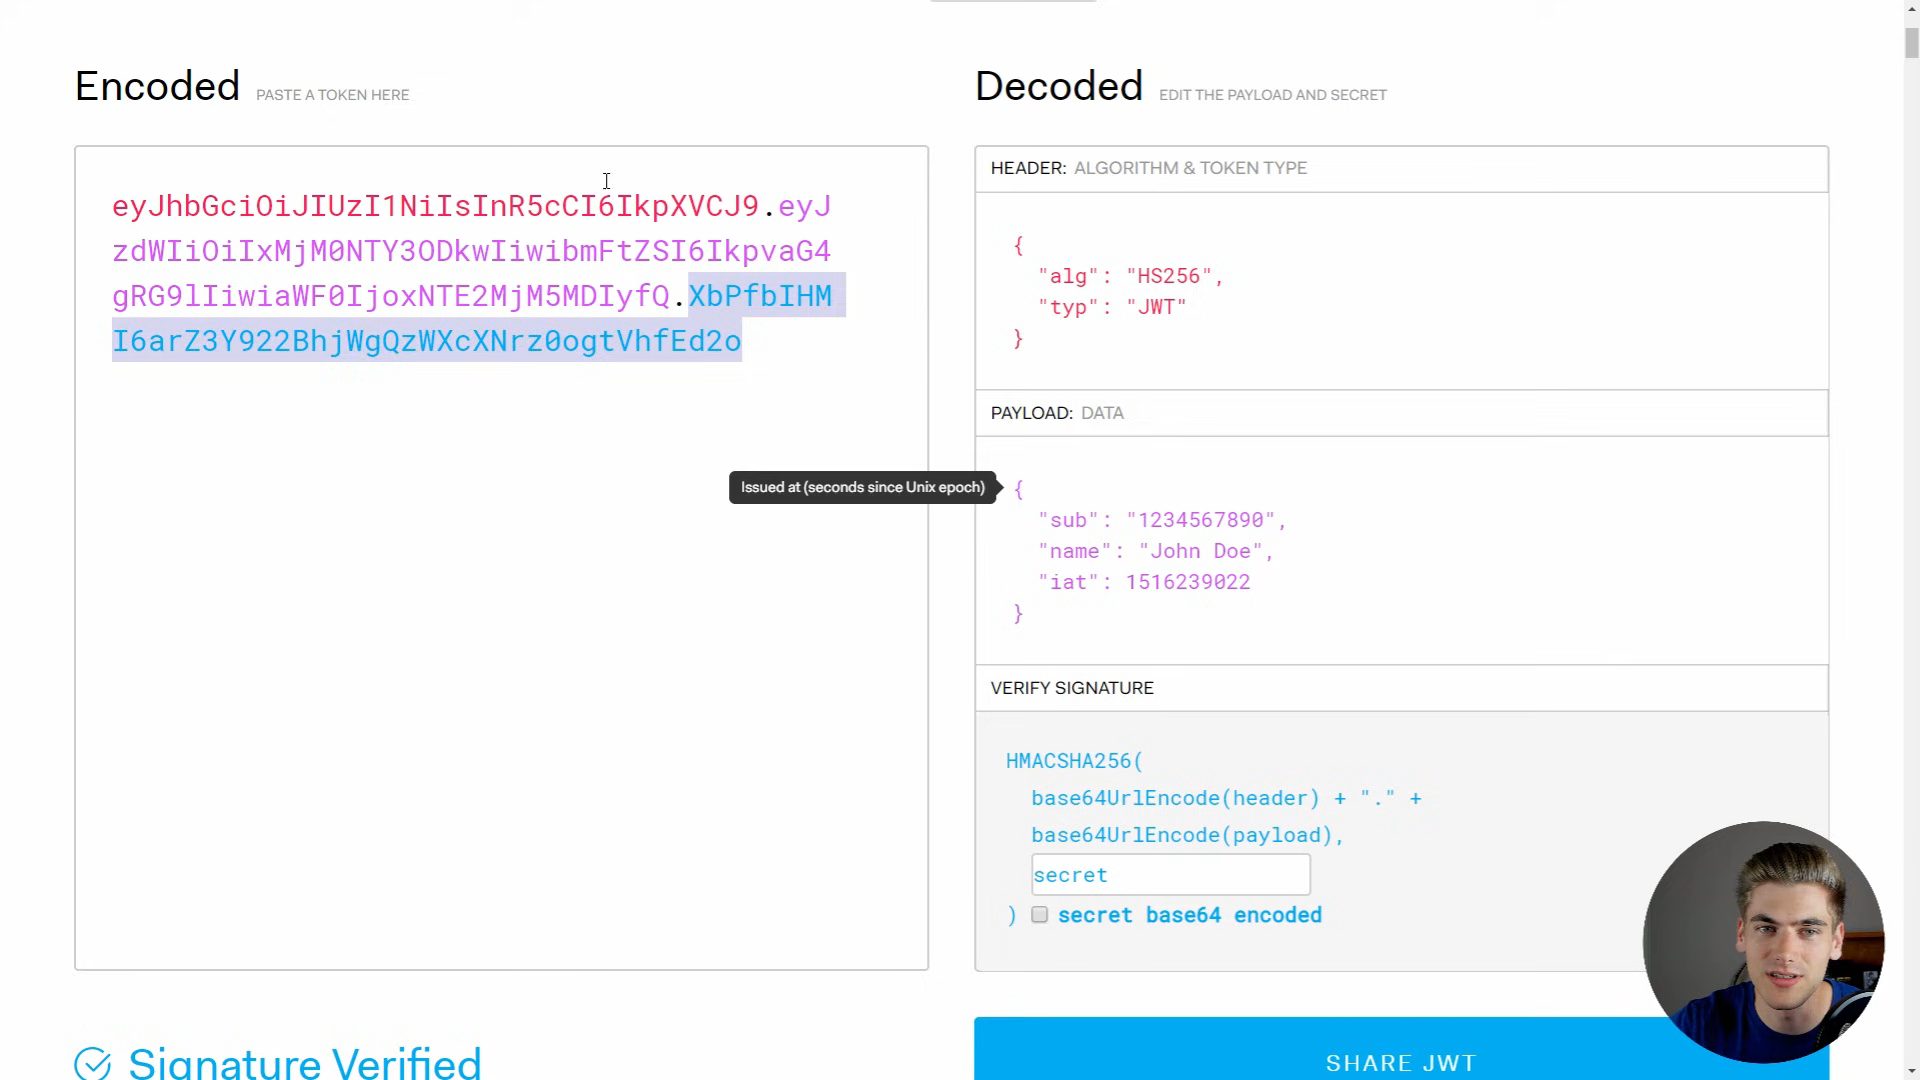 Encoded PASTE A TOKEN HERE
eyJhbGciOiJIUzI1NiIsInR5cCI6IkpXVCJ9.eyJ
zdWIiOiIxMjM0NTY3ODkwIiwibmFtZSI6IkpvaG4
gRG9lIiwiaWF0IjoxNTE2MjM5MDIyfQ.XbPfbIHM
I6arZ3Y922BhjWgQzWXcXNrz0ogtVhfEd2o
Signature Verified
Decoded EDIT THE PAYLOAD AND SECRET
HEADER: ALGORITHM & TOKEN TYPE
{
"alg": "HS256",
"typ": "JWT"
}
PAYLOAD: DATA
Issued at (seconds since Unix epoch)
{
"sub": "1234567890",
"name": "John Doe",
"iat": 1516239022
}
VERIFY SIGNATURE
HMACSHA256(
base64UrlEncode(header) + "." +
base64UrlEncode(payload),
secret
) secret base64 encoded
SHARE JWT